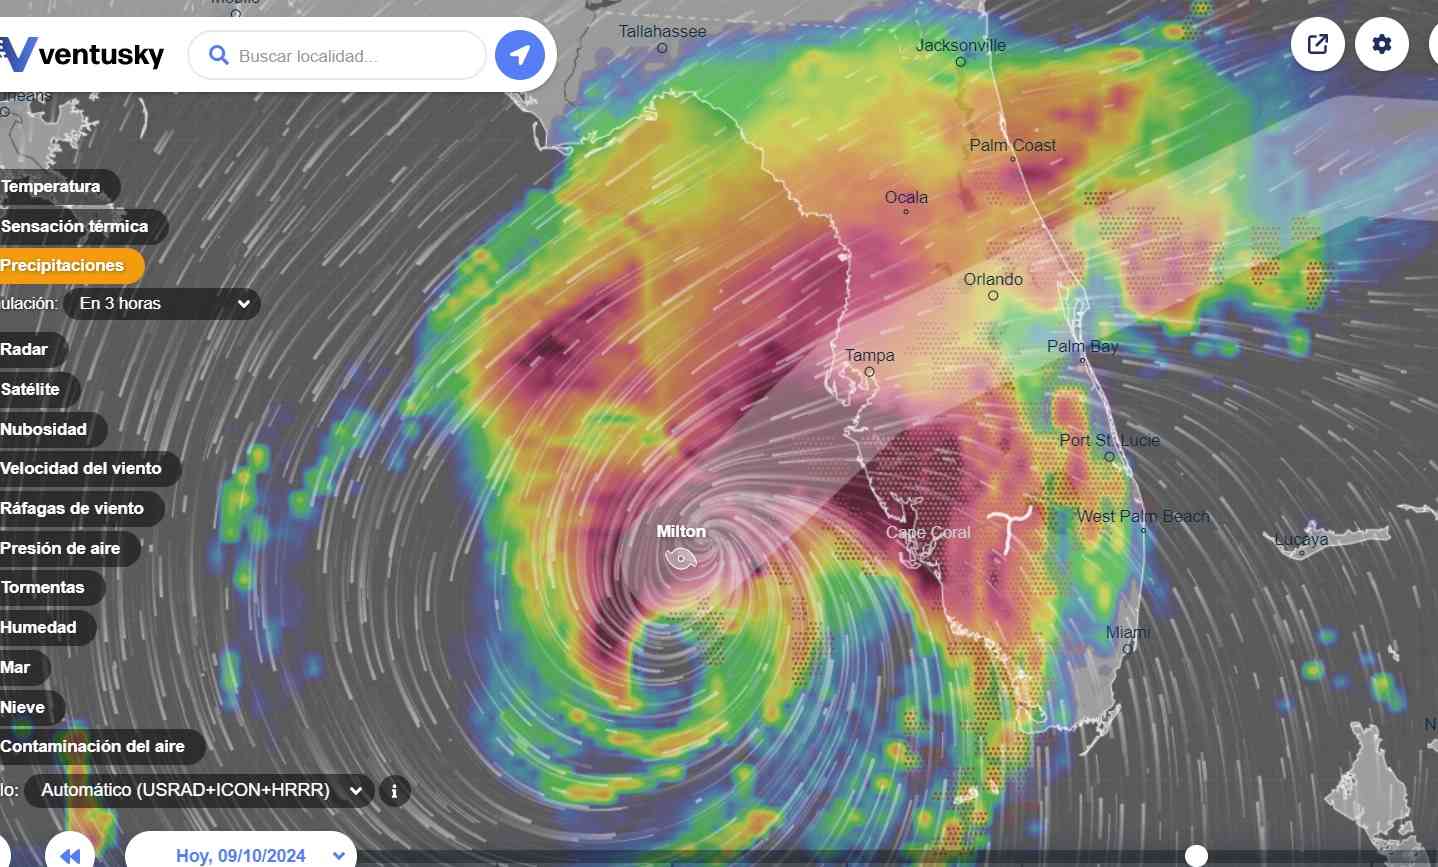 Mobile
ventusky
Buscar localidad...
Tallahassee
Jacksonville
Orleans
Palm Coast
Temperatura
Ocala
Sensación térmica
Precipitaciones
Orlando
ulación: En 3 horas
Radar
Tampa
Palm Bay
Satélite
Nubosidad
Port St. Lucie
Velocidad del viento
Ráfagas de viento
West Palm Beach
Milton
Cape Coral
Lucaya
Presión de aire
Tormentas
Humedad
Miami
Mar
Nieve
N
Contaminación del aire
lo: Automático (USRAD+ICON+HRRR) i
Hoy, 09/10/2024